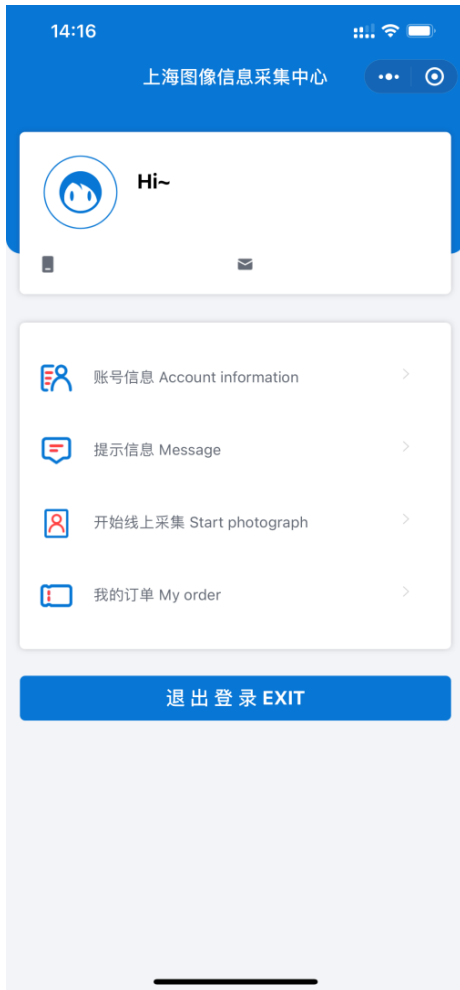 14:16
上海图像信息采集中心
Hi~
账号信息 Account information
提示信息 Message
开始线上采集 Start photograph
我的订单 My order
退出登录 EXIT